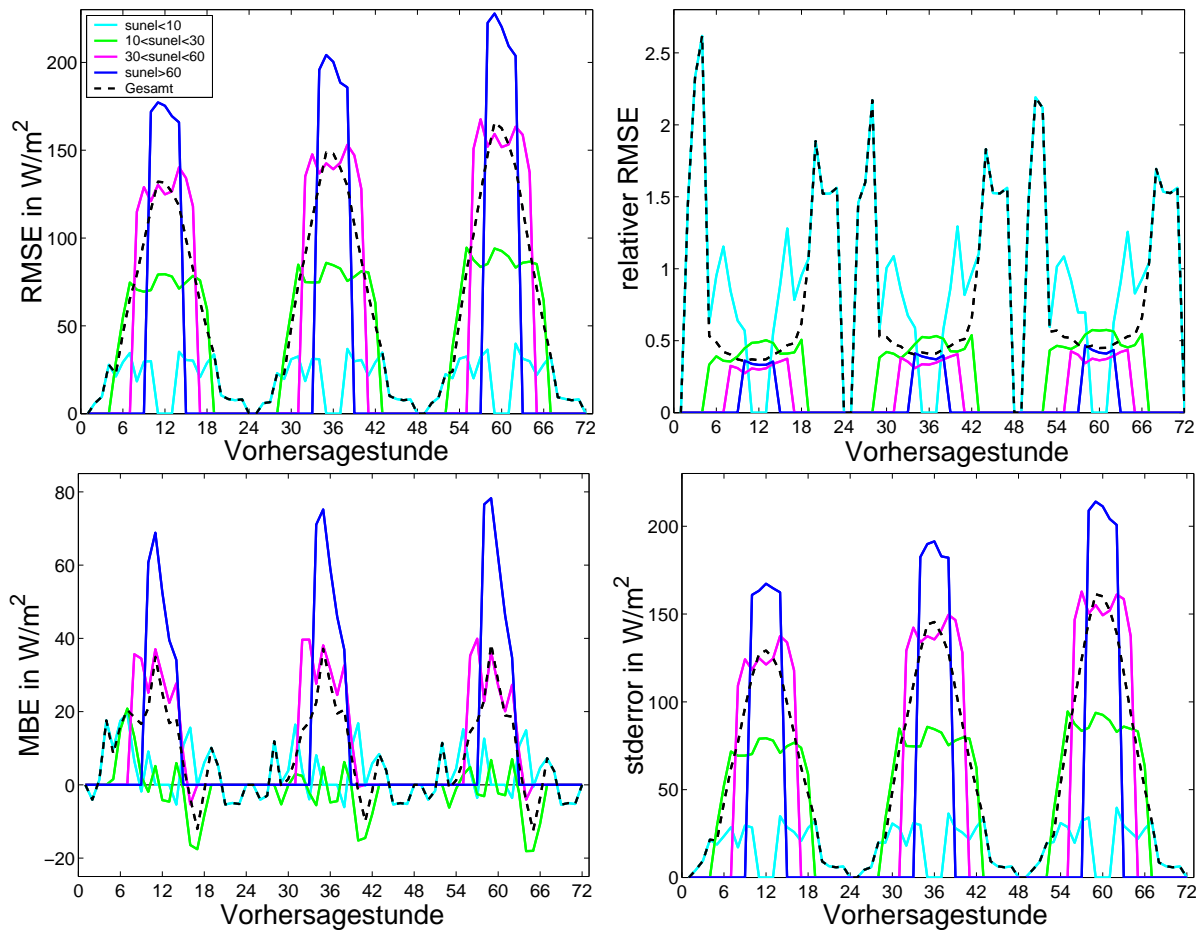 sunel<10
10<sunel<30
30<sunel<60
sunel>60
Gesamt
RMSE in W/m²
200
150
100
50
0
0 6 12 18 24 30 36 42 48 54 60 66 72
Vorhersagestunde
relativer RMSE
2.5
2
1.5
1
0.5
0
0 6 12 18 24 30 36 42 48 54 60 66 72
Vorhersagestunde
MBE in W/m²
80
60
40
20
0
−20
0 6 12 18 24 30 36 42 48 54 60 66 72
Vorhersagestunde
stderror in W/m²
200
150
100
50
0
0 6 12 18 24 30 36 42 48 54 60 66 72
Vorhersagestunde